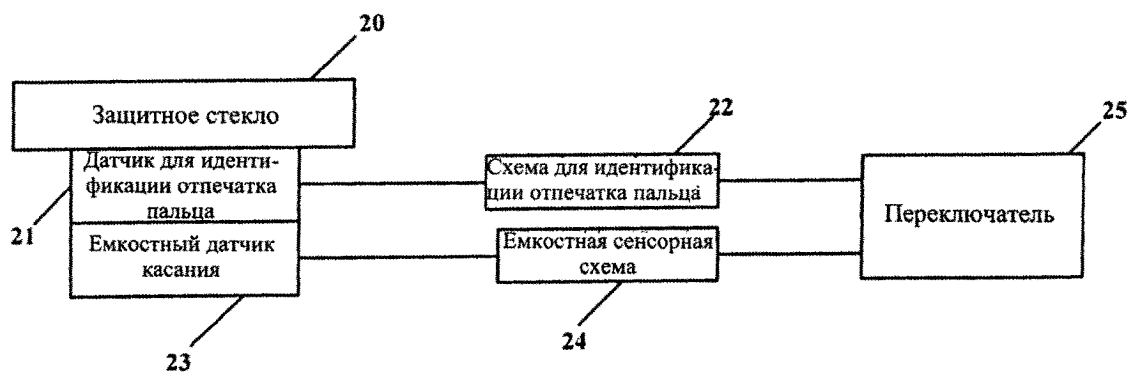 20
Защитное стекло
22
25
Датчик для иденти-
фикации отпечатка
пальца
Схема для идентифика-
ции отпечатка пальца
Переключатель
21
Емкостный датчик
касания
Емкостная сенсорная
схема
23
24